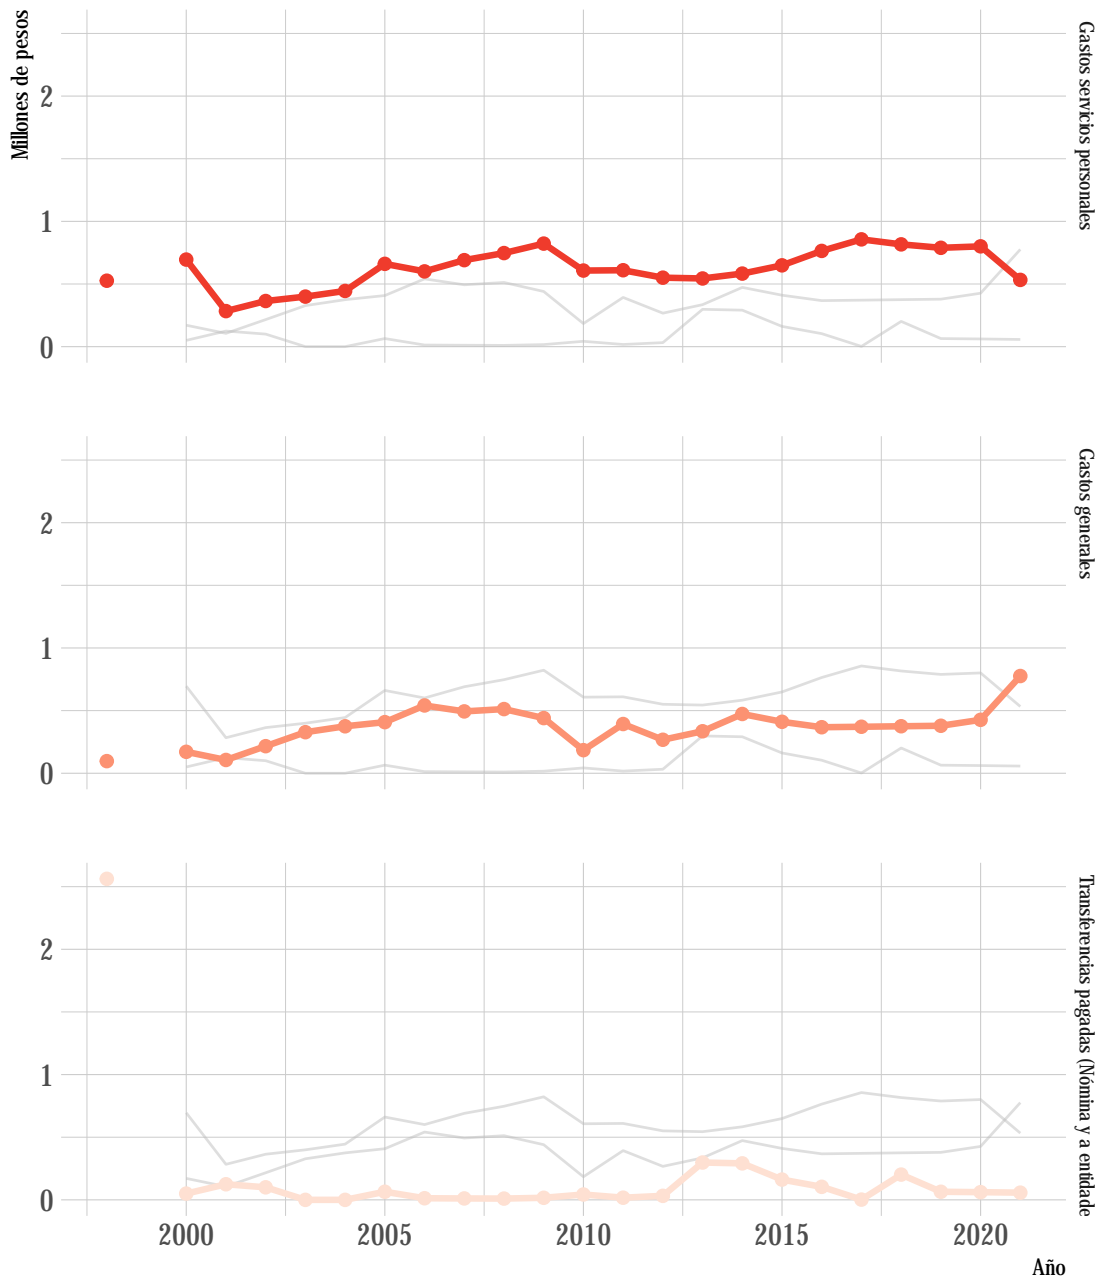 Millones de pesos
2
1
0
Gastos servicios personales
2
1
0
Gastos generales
2
1
0
Transferencias pagadas (Nómina y a entidade
2000 2005 2010 2015 2020
Año